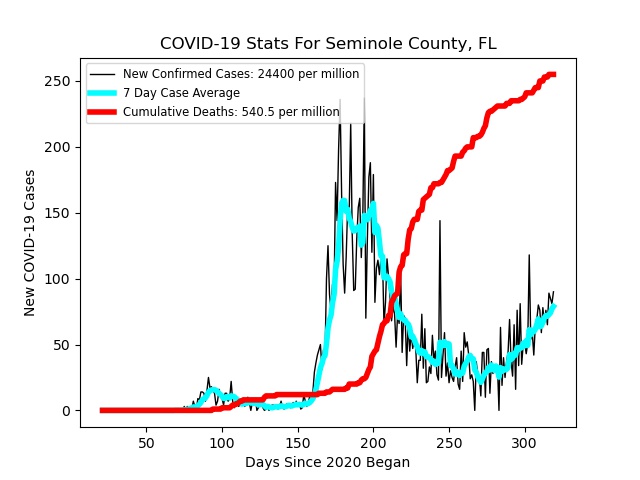 COVID-19 Stats For Seminole County, FL
New Confirmed Cases: 24400 per million
7 Day Case Average
Cumulative Deaths: 540.5 per million
New COVID-19 Cases
250
200
150
100
50
0
50 100 150 200 250 300
Days Since 2020 Began